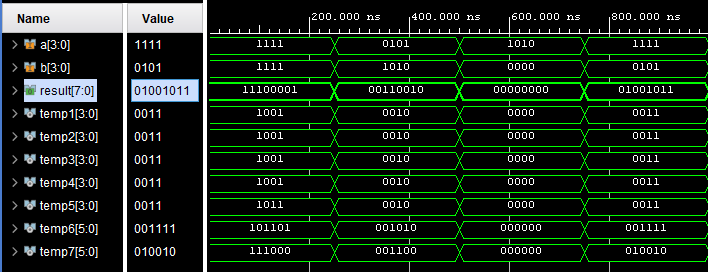 Name Value 200.000 ns 400.000 ns 600.000 ns 800.000 ns
a[3:0] 1111 1111 0101 1010 1111
b[3:0] 0101 1111 1010 0000 0101
result[7:0] 01001011 11100001 00110010 00000000 01001011
temp1[3:0] 0011 1001 0010 0000 0011
temp2[3:0] 0011 1001 0010 0000 0011
temp3[3:0] 0011 1001 0010 0000 0011
temp4[3:0] 0011 1001 0010 0000 0011
temp5[3:0] 0011 1011 0010 0000 0011
temp6[5:0] 001111 101101 001010 000000 001111
temp7[5:0] 010010 111000 001100 000000 010010